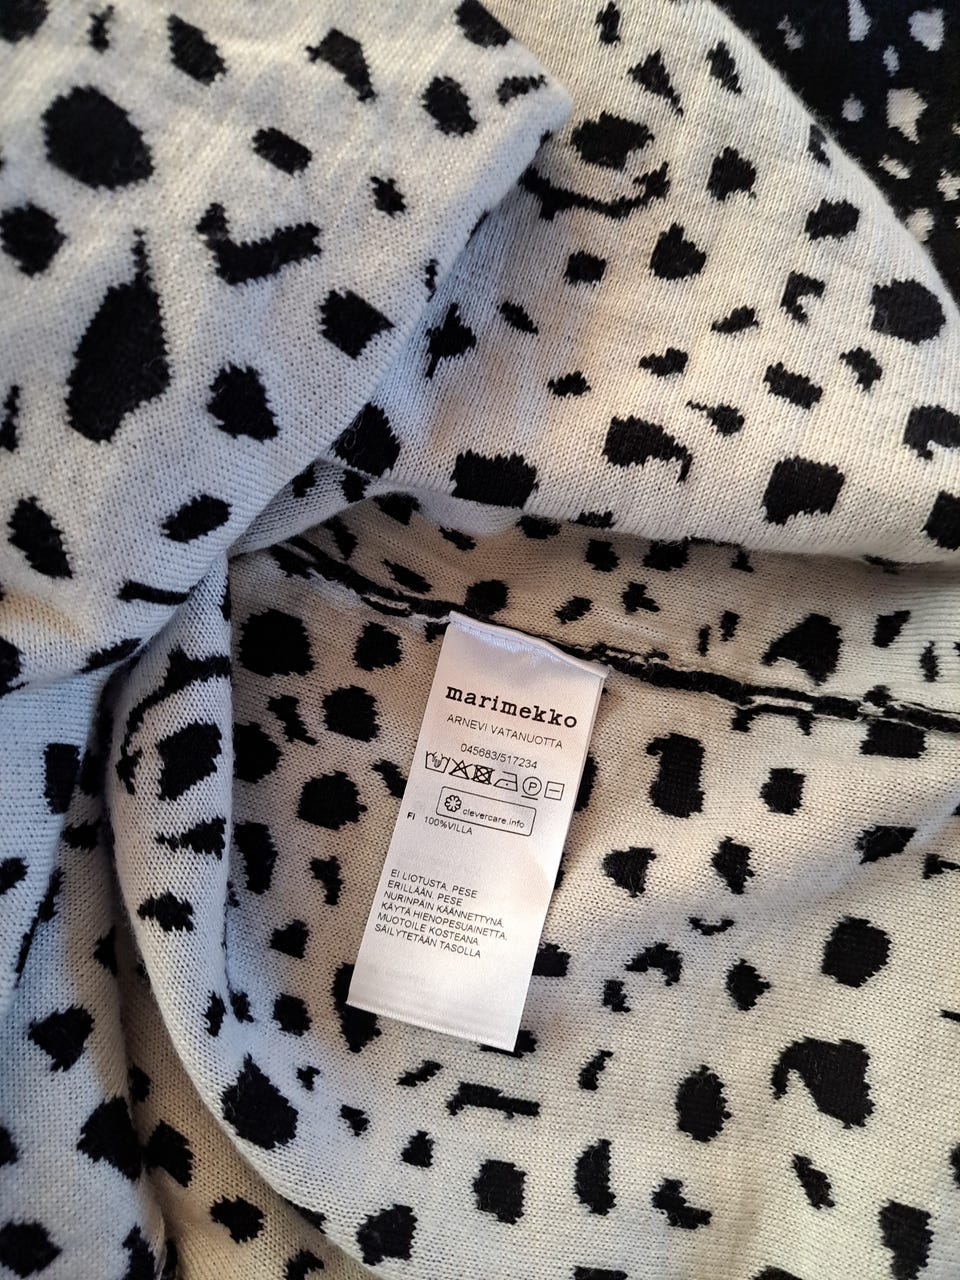 marimekko
ARNEVI VATANUOTTA
045683/517234
P
clevercare.info
FI 100%VILLA
EI LIOTUSTA. PESE
ERILLÄÄN. PESE
NURINPÄIN KÄÄNNETTYNÄ.
KÄYTÄ HIENOPESUAINETTA.
MUOTOILE KOSTEANA.
SÄILYTETÄÄN TASOLLA